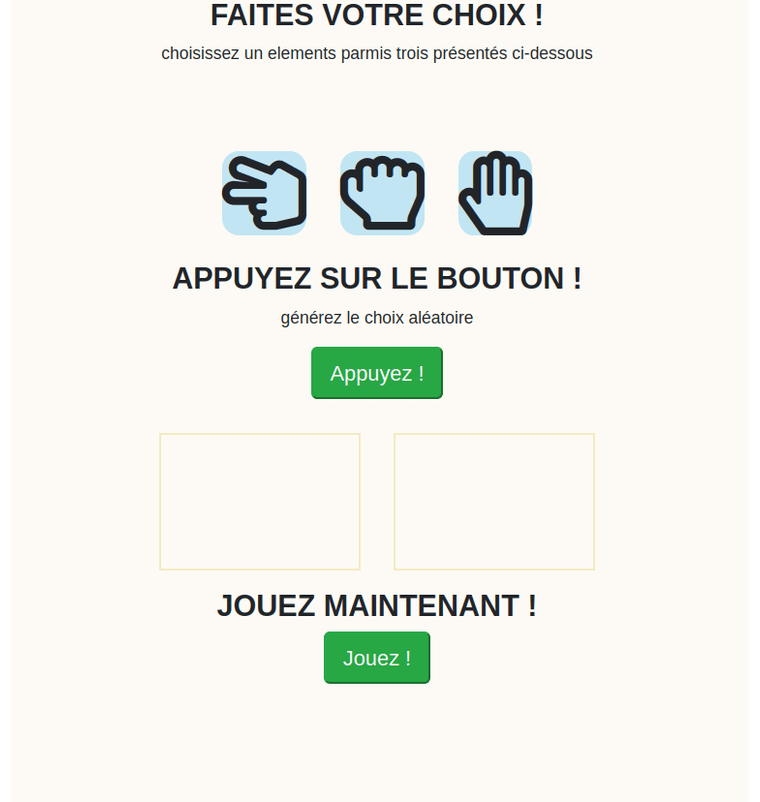 FAITES VOTRE CHOIX !
choisissez un elements parmis trois présentés ci-dessous
APPUYEZ SUR LE BOUTON !
générez le choix aléatoire
Appuyez !
JOUEZ MAINTENANT !
Jouez !